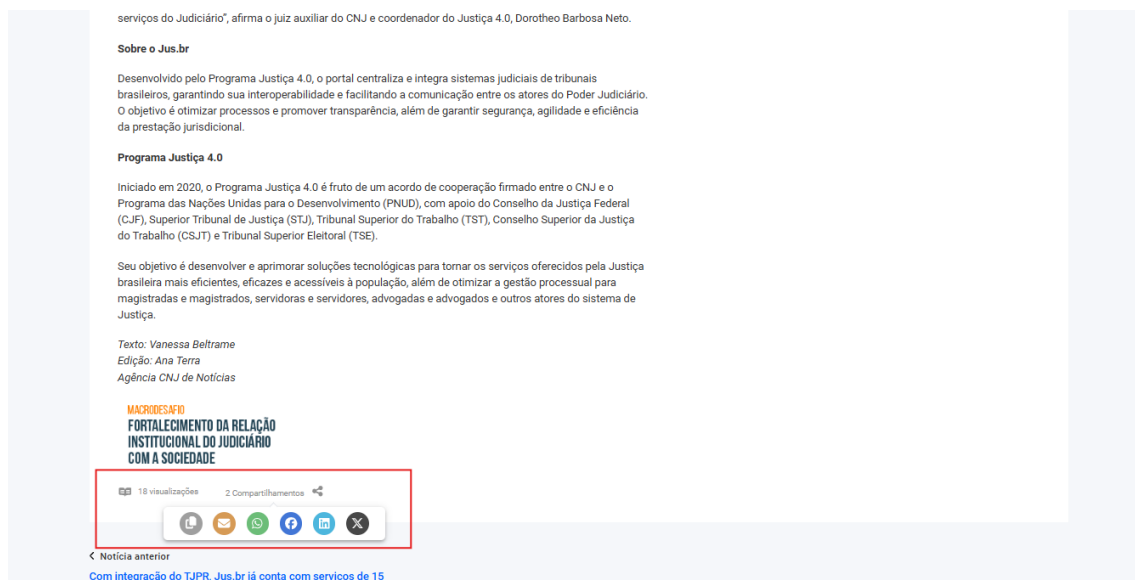 serviços do Judiciário”, afirma o juiz auxiliar do CNJ e coordenador do Justiça 4.0, Dorotheo Barbosa Neto.
Sobre o Jus.br
Desenvolvido pelo Programa Justiça 4.0, o portal centraliza e integra sistemas judiciais de tribunais
brasileiros, garantindo sua interoperabilidade e facilitando a comunicação entre os atores do Poder Judiciário.
O objetivo é otimizar processos e promover transparência, além de garantir segurança, agilidade e eficiência
da prestação jurisdicional.
Programa Justiça 4.0
Iniciado em 2020, o Programa Justiça 4.0 é fruto de um acordo de cooperação firmado entre o CNJ e o
Programa das Nações Unidas para o Desenvolvimento (PNUD), com apoio do Conselho da Justiça Federal
(CJF), Superior Tribunal de Justiça (STJ), Tribunal Superior do Trabalho (TST), Conselho Superior da Justiça
do Trabalho (CSJT) e Tribunal Superior Eleitoral (TSE).
Seu objetivo é desenvolver e aprimorar soluções tecnológicas para tornar os serviços oferecidos pela Justiça
brasileira mais eficientes, eficazes e acessíveis à população, além de otimizar a gestão processual para
magistradas e magistrados, servidoras e servidores, advogadas e advogados e outros atores do sistema de
Justiça.
Texto: Vanessa Beltrame
Edição: Ana Terra
Agência CNJ de Notícias
MACRODESAFIO
FORTALECIMENTO DA RELAÇÃO
INSTITUCIONAL DO JUDICIÁRIO
COM A SOCIEDADE
18 visualizações 2 Compartilhamentos
Notícia anterior
Com integração do TJPR, Jus.br já conta com serviços de 15